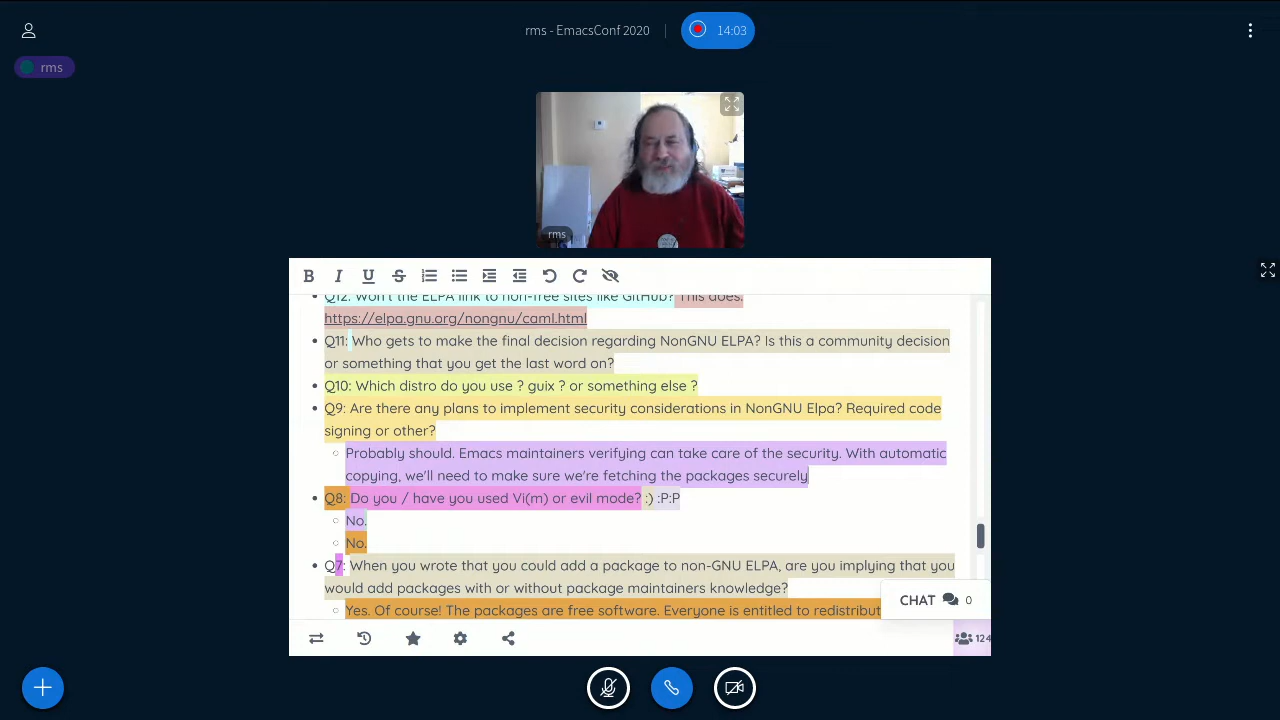 rms - EmacsConf 2020
14:03
rms
rms
Q12: Won't the ELPA link to non-free sites like GitHub? This does:
https://elpa.gnu.org/nongnu/caml.html
Q11: Who gets to make the final decision regarding NonGNU ELPA? Is this a community decision
or something that you get the last word on?
Q10: Which distro do you use ? guix ? or something else ?
Q9: Are there any plans to implement security considerations in NonGNU Elpa? Required code
signing or other?
Probably should. Emacs maintainers verifying can take care of the security. With automatic
copying, we'll need to make sure we're fetching the packages securely
Q8: Do you / have you used Vi(m) or evil mode? :) :P:P
No.
No.
Q7: When you wrote that you could add a package to non-GNU ELPA, are you implying that you
would add packages with or without package maintainers knowledge?
Yes. Of course! The packages are free software. Everyone is entitled to redistribut
CHAT 0
124